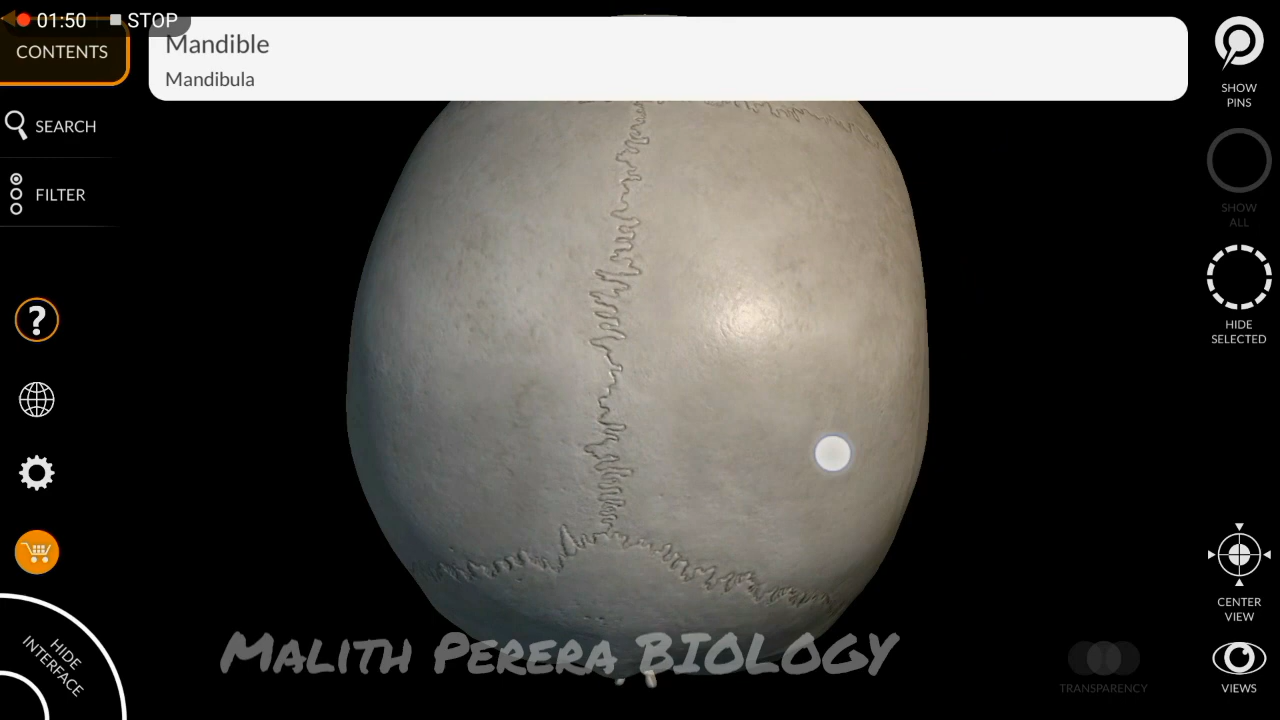 01:50 STOP
CONTENTS
Mandible
Mandibula
SEARCH
FILTER
HIDE
INTERFACE
SHOW
PINS
SHOW
ALL
HIDE
SELECTED
CENTER
VIEW
TRANSPARENCY
VIEWS
MALITH PERERA BIOLOGY